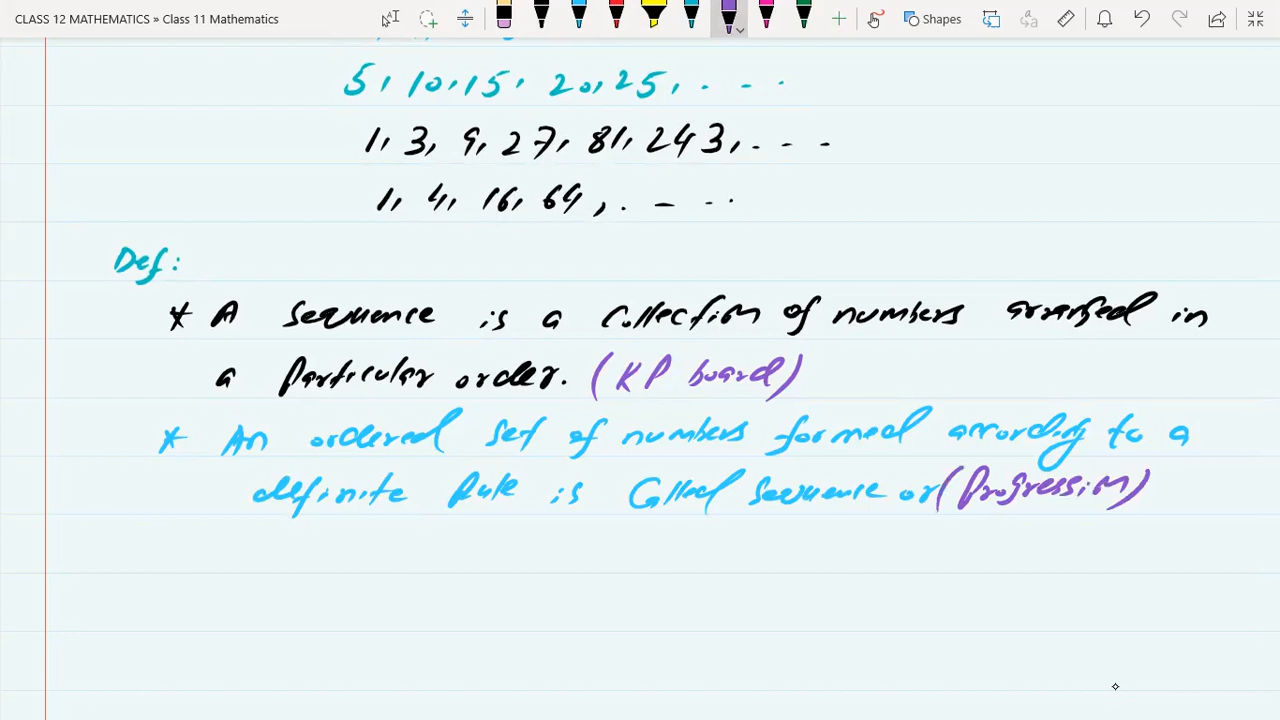 CLASS 12 MATHEMATICS » Class 11 Mathematics
Shapes
5, 10, 15, 20, 25, . - - .
1, 3, 9, 27, 81, 243, . - - -
1, 4, 16, 64, . - - .
Def:
* A sequence is a collection of numbers arranged in
a particular order. (KP board)
* An ordered set of numbers formed according to a
definite Rule is Called sequence or (Progression)